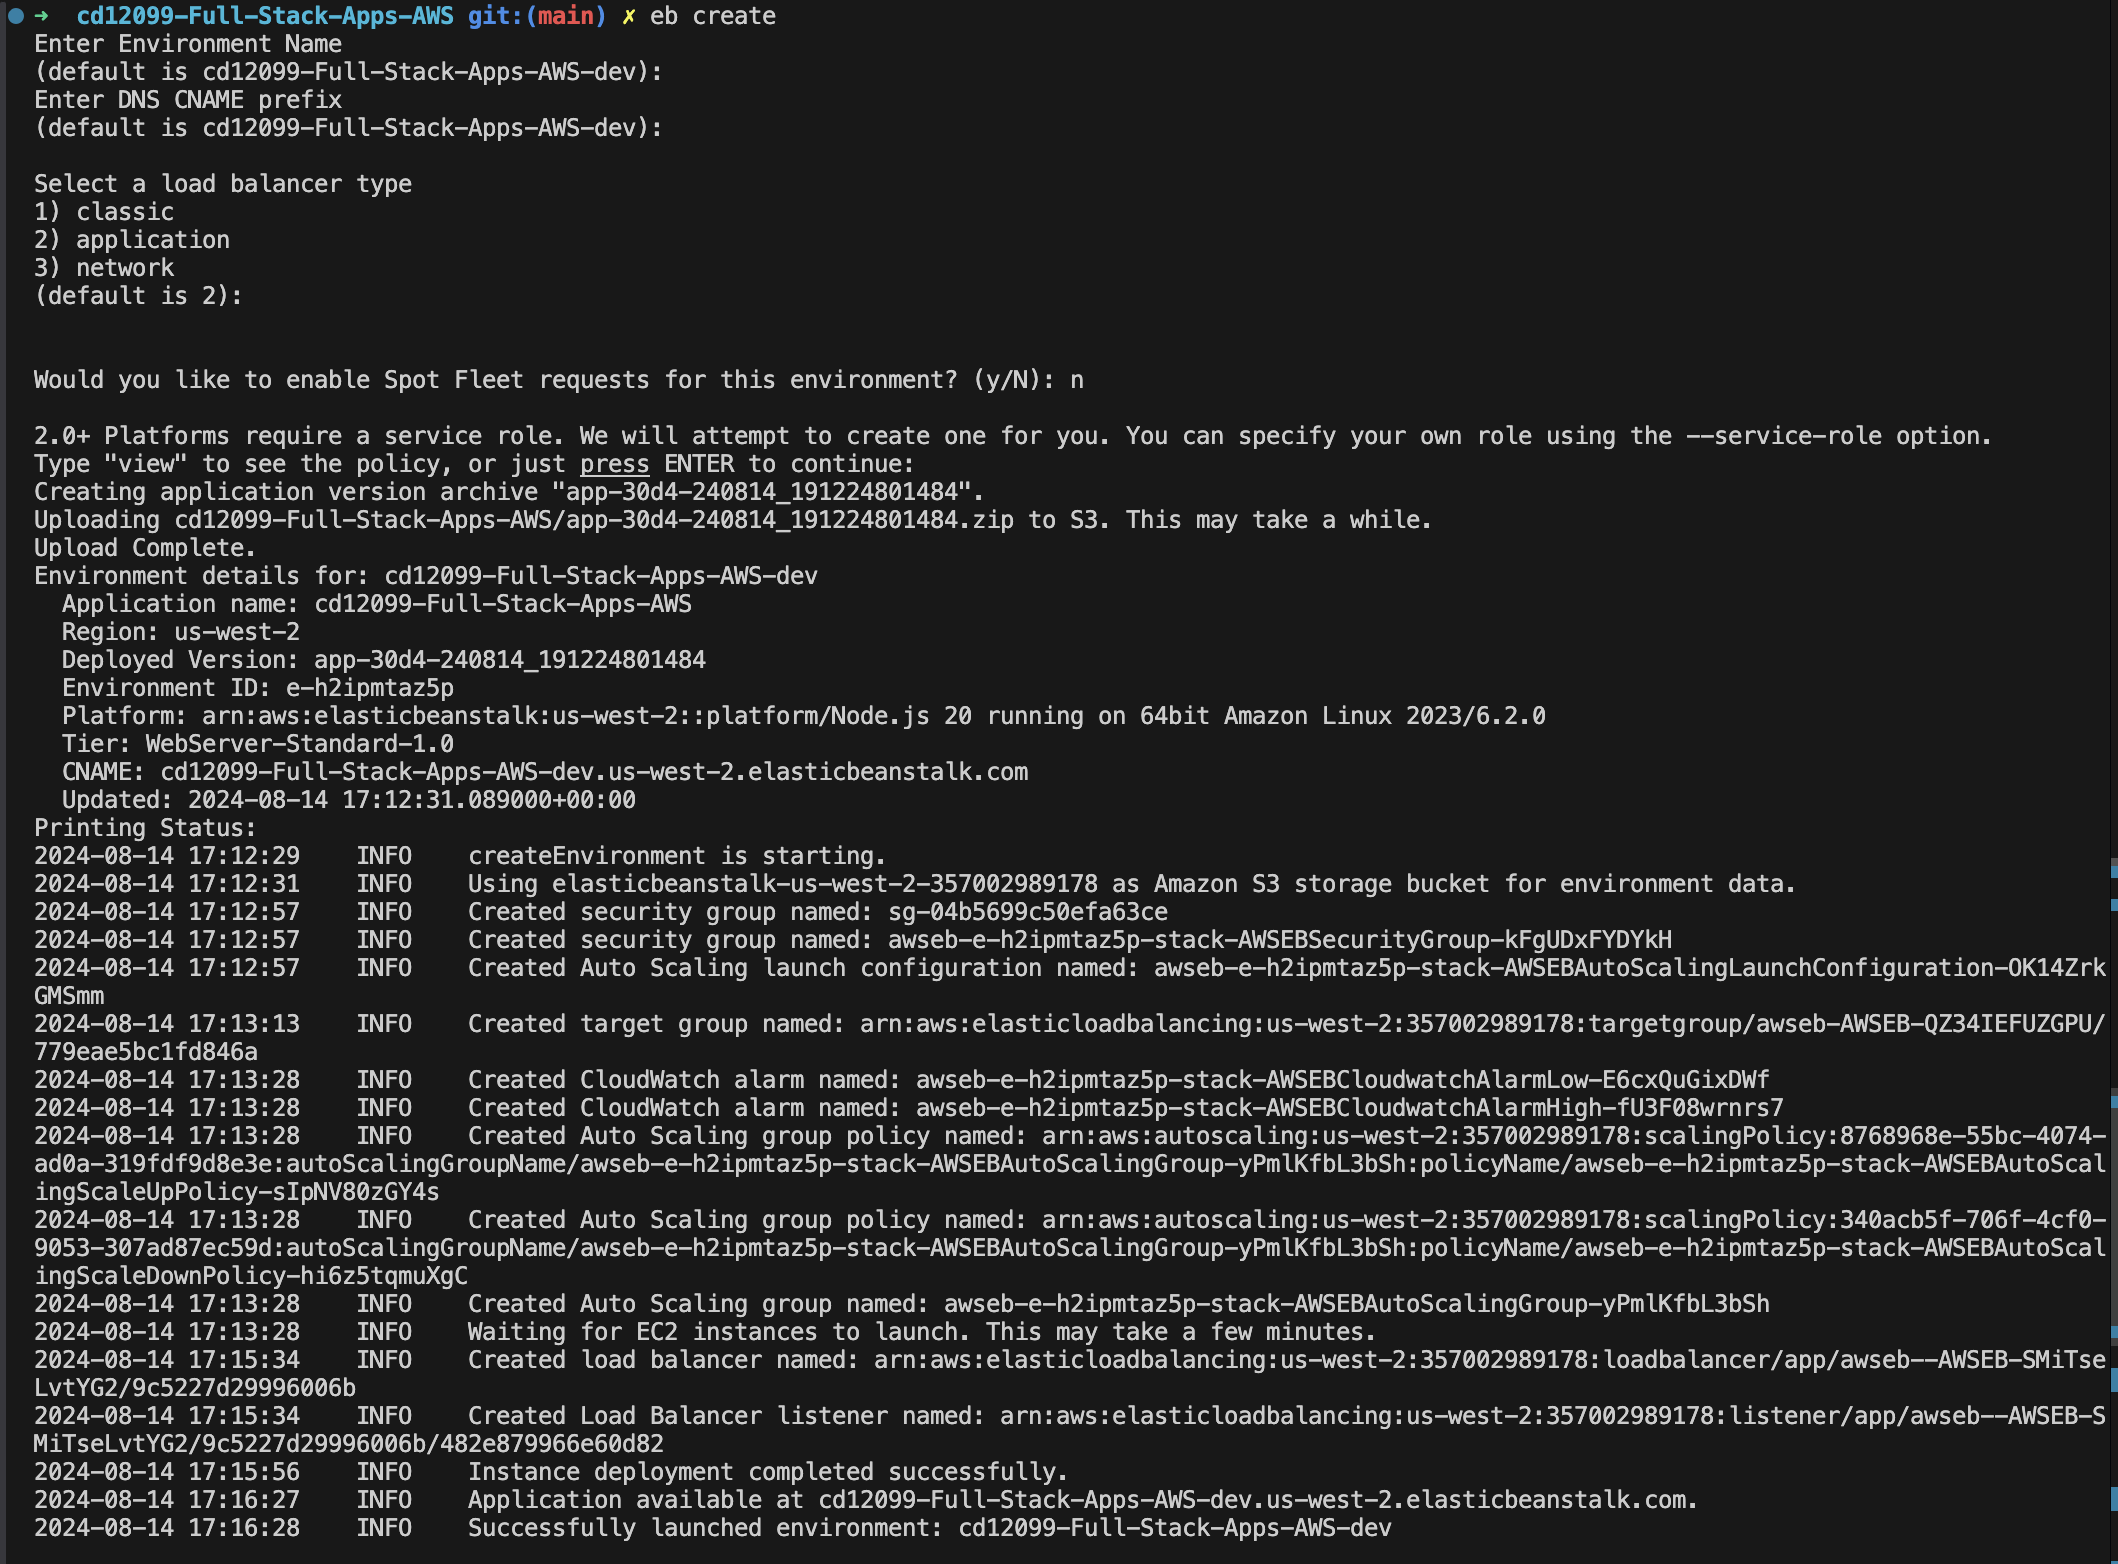 ➜ cd12099-Full-Stack-Apps-AWS git:(main) ✗ eb create
Enter Environment Name
(default is cd12099-Full-Stack-Apps-AWS-dev):
Enter DNS CNAME prefix
(default is cd12099-Full-Stack-Apps-AWS-dev):
Select a load balancer type
1) classic
2) application
3) network
(default is 2):
Would you like to enable Spot Fleet requests for this environment? (y/N): n
2.0+ Platforms require a service role. We will attempt to create one for you. You can specify your own role using the --service-role option.
Type "view" to see the policy, or just press ENTER to continue:
Creating application version archive "app-30d4-240814_191224801484".
Uploading cd12099-Full-Stack-Apps-AWS/app-30d4-240814_191224801484.zip to S3. This may take a while.
Upload Complete.
Environment details for: cd12099-Full-Stack-Apps-AWS-dev
Application name: cd12099-Full-Stack-Apps-AWS
Region: us-west-2
Deployed Version: app-30d4-240814_191224801484
Environment ID: e-h2ipmtaz5p
Platform: arn:aws:elasticbeanstalk:us-west-2::platform/Node.js 20 running on 64bit Amazon Linux 2023/6.2.0
Tier: WebServer-Standard-1.0
CNAME: cd12099-Full-Stack-Apps-AWS-dev.us-west-2.elasticbeanstalk.com
Updated: 2024-08-14 17:12:31.089000+00:00
Printing Status:
2024-08-14 17:12:29 INFO createEnvironment is starting.
2024-08-14 17:12:31 INFO Using elasticbeanstalk-us-west-2-357002989178 as Amazon S3 storage bucket for environment data.
2024-08-14 17:12:57 INFO Created security group named: sg-04b5699c50efa63ce
2024-08-14 17:12:57 INFO Created security group named: awseb-e-h2ipmtaz5p-stack-AWSEBSecurityGroup-kFgUDxFYDYkH
2024-08-14 17:12:57 INFO Created Auto Scaling launch configuration named: awseb-e-h2ipmtaz5p-stack-AWSEBAutoScalingLaunchConfiguration-OK14Zrk
GMSmm
2024-08-14 17:13:13 INFO Created target group named: arn:aws:elasticloadbalancing:us-west-2:357002989178:targetgroup/awseb-AWSEB-QZ34IEFUZGPU/
779eae5bc1fd846a
2024-08-14 17:13:28 INFO Created CloudWatch alarm named: awseb-e-h2ipmtaz5p-stack-AWSEBCloudwatchAlarmLow-E6cxQuGixDWf
2024-08-14 17:13:28 INFO Created CloudWatch alarm named: awseb-e-h2ipmtaz5p-stack-AWSEBCloudwatchAlarmHigh-fU3F08wrnrs7
2024-08-14 17:13:28 INFO Created Auto Scaling group policy named: arn:aws:autoscaling:us-west-2:357002989178:scalingPolicy:8768968e-55bc-4074-
ad0a-319fdf9d8e3e:autoScalingGroupName/awseb-e-h2ipmtaz5p-stack-AWSEBAutoScalingGroup-yPmlKfbL3bSh:policyName/awseb-e-h2ipmtaz5p-stack-AWSEBAutoScal
ingScaleUpPolicy-sIpNV80zGY4s
2024-08-14 17:13:28 INFO Created Auto Scaling group policy named: arn:aws:autoscaling:us-west-2:357002989178:scalingPolicy:340acb5f-706f-4cf0-
9053-307ad87ec59d:autoScalingGroupName/awseb-e-h2ipmtaz5p-stack-AWSEBAutoScalingGroup-yPmlKfbL3bSh:policyName/awseb-e-h2ipmtaz5p-stack-AWSEBAutoScal
ingScaleDownPolicy-hi6z5tqmuXgC
2024-08-14 17:13:28 INFO Created Auto Scaling group named: awseb-e-h2ipmtaz5p-stack-AWSEBAutoScalingGroup-yPmlKfbL3bSh
2024-08-14 17:13:28 INFO Waiting for EC2 instances to launch. This may take a few minutes.
2024-08-14 17:15:34 INFO Created load balancer named: arn:aws:elasticloadbalancing:us-west-2:357002989178:loadbalancer/app/awseb--AWSEB-SMiTse
LvtYG2/9c5227d29996006b
2024-08-14 17:15:34 INFO Created Load Balancer listener named: arn:aws:elasticloadbalancing:us-west-2:357002989178:listener/app/awseb--AWSEB-S
MiTseLvtYG2/9c5227d29996006b/482e879966e60d82
2024-08-14 17:15:56 INFO Instance deployment completed successfully.
2024-08-14 17:16:27 INFO Application available at cd12099-Full-Stack-Apps-AWS-dev.us-west-2.elasticbeanstalk.com.
2024-08-14 17:16:28 INFO Successfully launched environment: cd12099-Full-Stack-Apps-AWS-dev